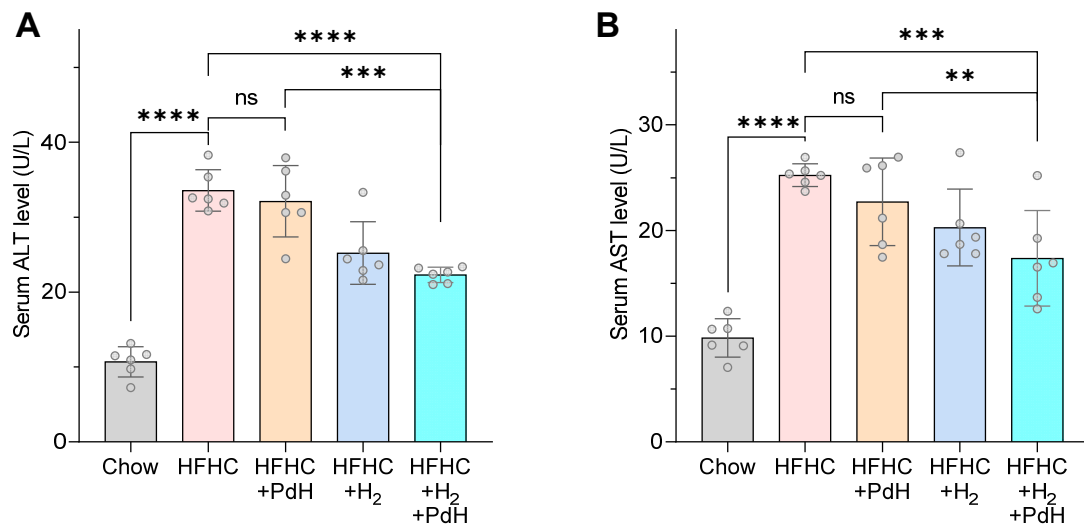 A
Serum ALT level (U/L)
0
20
40
****
ns
****
***
Chow
HFHC
HFHC
+PdH
HFHC
+H₂
HFHC
+H₂
+PdH
B
Serum AST level (U/L)
0
10
20
30
****
ns
***
**
Chow
HFHC
HFHC
+PdH
HFHC
+H₂
HFHC
+H₂
+PdH